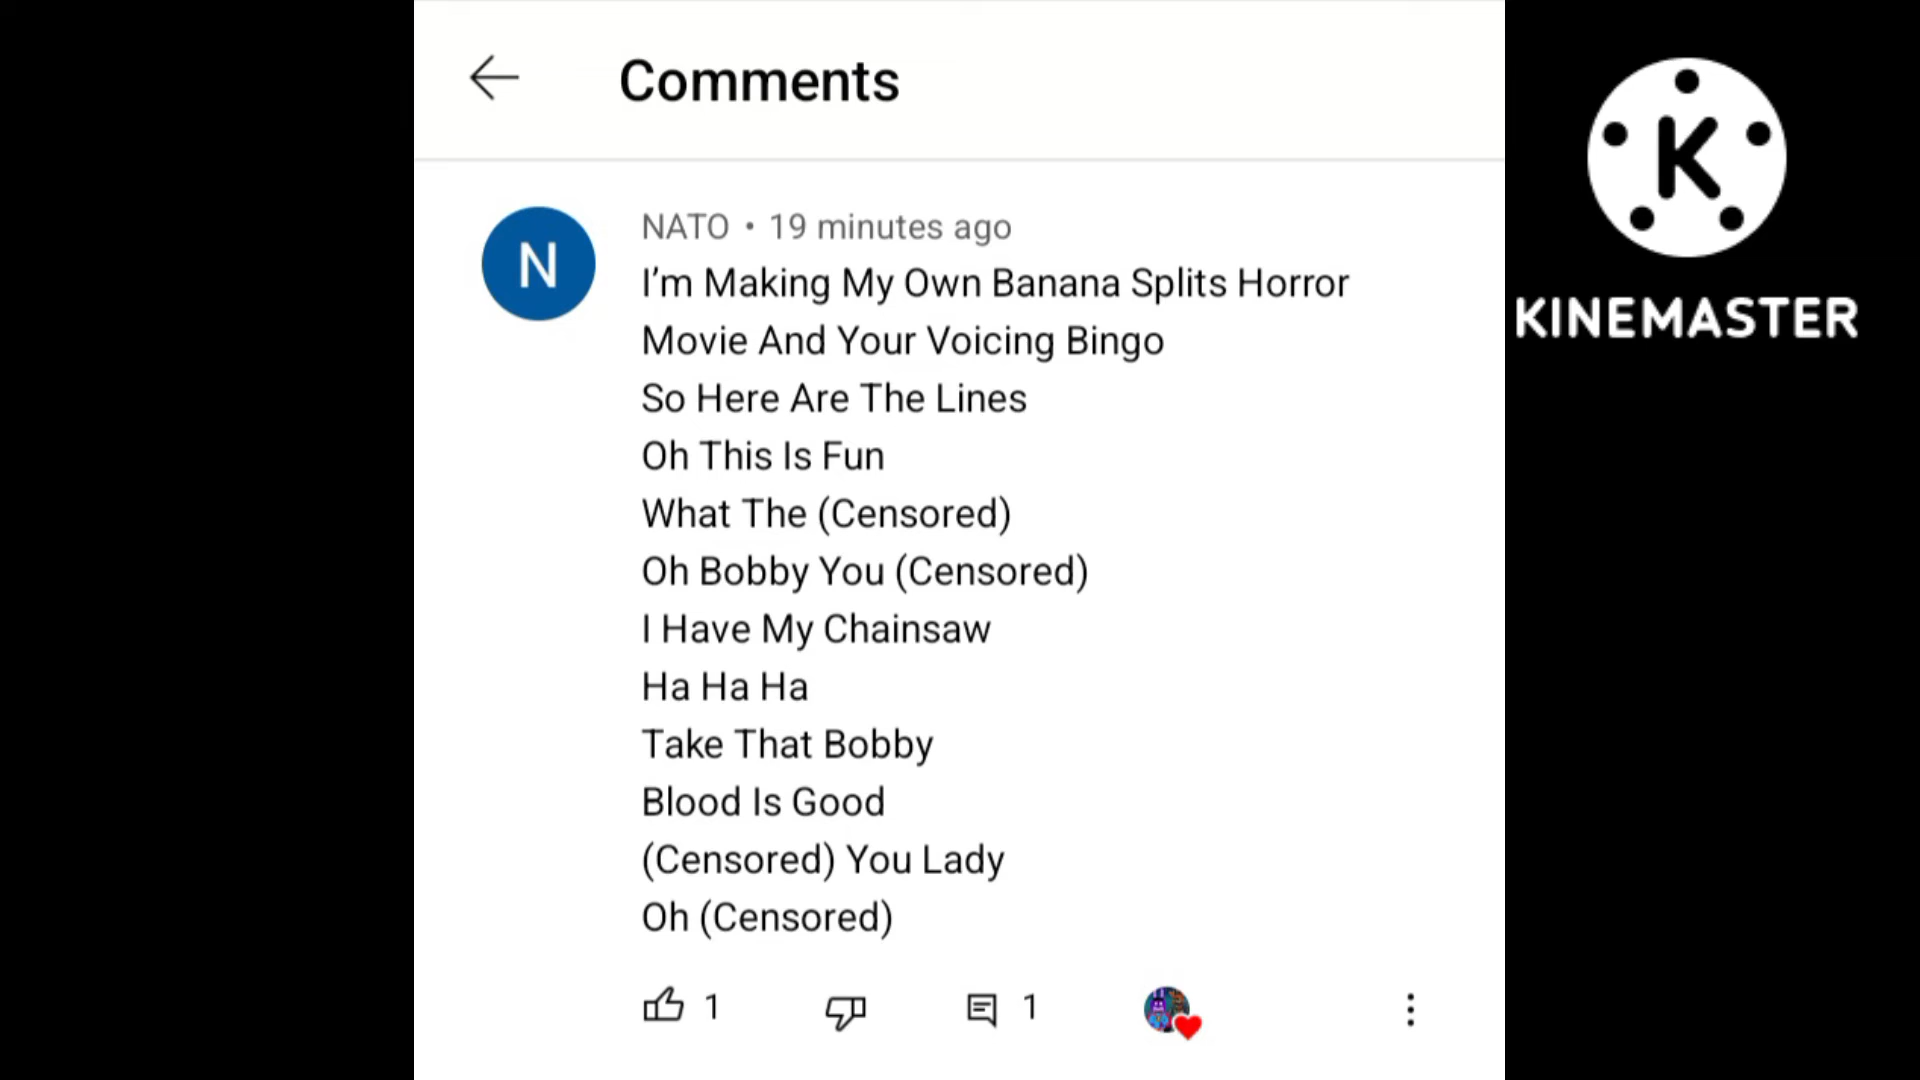 Comments
N
NATO • 19 minutes ago
I'm Making My Own Banana Splits Horror
Movie And Your Voicing Bingo
So Here Are The Lines
Oh This Is Fun
What The (Censored)
Oh Bobby You (Censored)
I Have My Chainsaw
Ha Ha Ha
Take That Bobby
Blood Is Good
(Censored) You Lady
Oh (Censored)
1
1
K
KINEMASTER